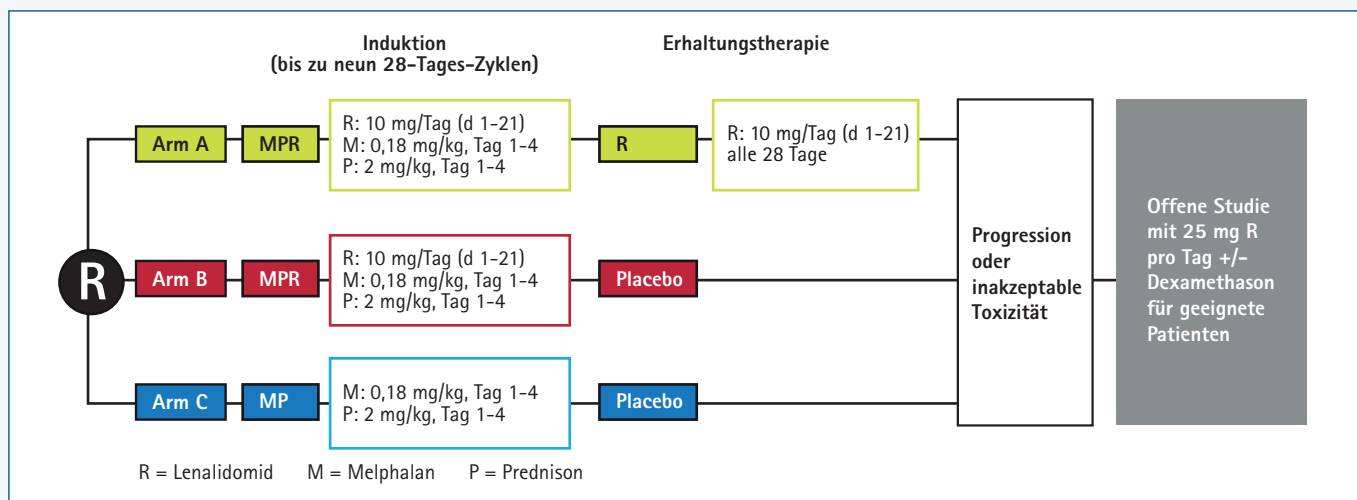 Induktion
(bis zu neun 28-Tages-Zyklen)
Erhaltungstherapie
R
Arm A
MPR
R: 10 mg/Tag (d 1-21)
M: 0,18 mg/kg, Tag 1-4
P: 2 mg/kg, Tag 1-4
R
R: 10 mg/Tag (d 1-21)
alle 28 Tage
Arm B
MPR
R: 10 mg/Tag (d 1-21)
M: 0,18 mg/kg, Tag 1-4
P: 2 mg/kg, Tag 1-4
Placebo
Arm C
MP
M: 0,18 mg/kg, Tag 1-4
P: 2 mg/kg, Tag 1-4
Placebo
Progression
oder
inakzeptable
Toxizität
Offene Studie
mit 25 mg R
pro Tag +/-
Dexamethason
für geeignete
Patienten
R = Lenalidomid M = Melphalan P = Prednison